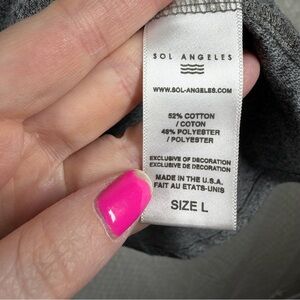 SOL ANGELES
WWW.SOL-ANGELES.COM
52% COTTON
/ COTON
48% POLYESTER
/ POLYESTER
EXCLUSIVE OF DECORATION
EXCLUSIVE DE DECORATION
MADE IN THE U.S.A.
FAIT AU ETATS-UNIS
SIZE L